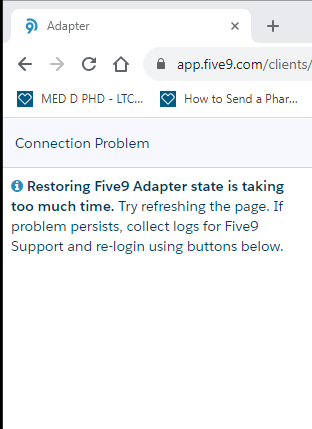 Adapter
app.five9.com/clients/
MED D PHD - LTC...
How to Send a Phar...
Connection Problem
Restoring Five9 Adapter state is taking
too much time. Try refreshing the page. If
problem persists, collect logs for Five9
Support and re-login using buttons below.